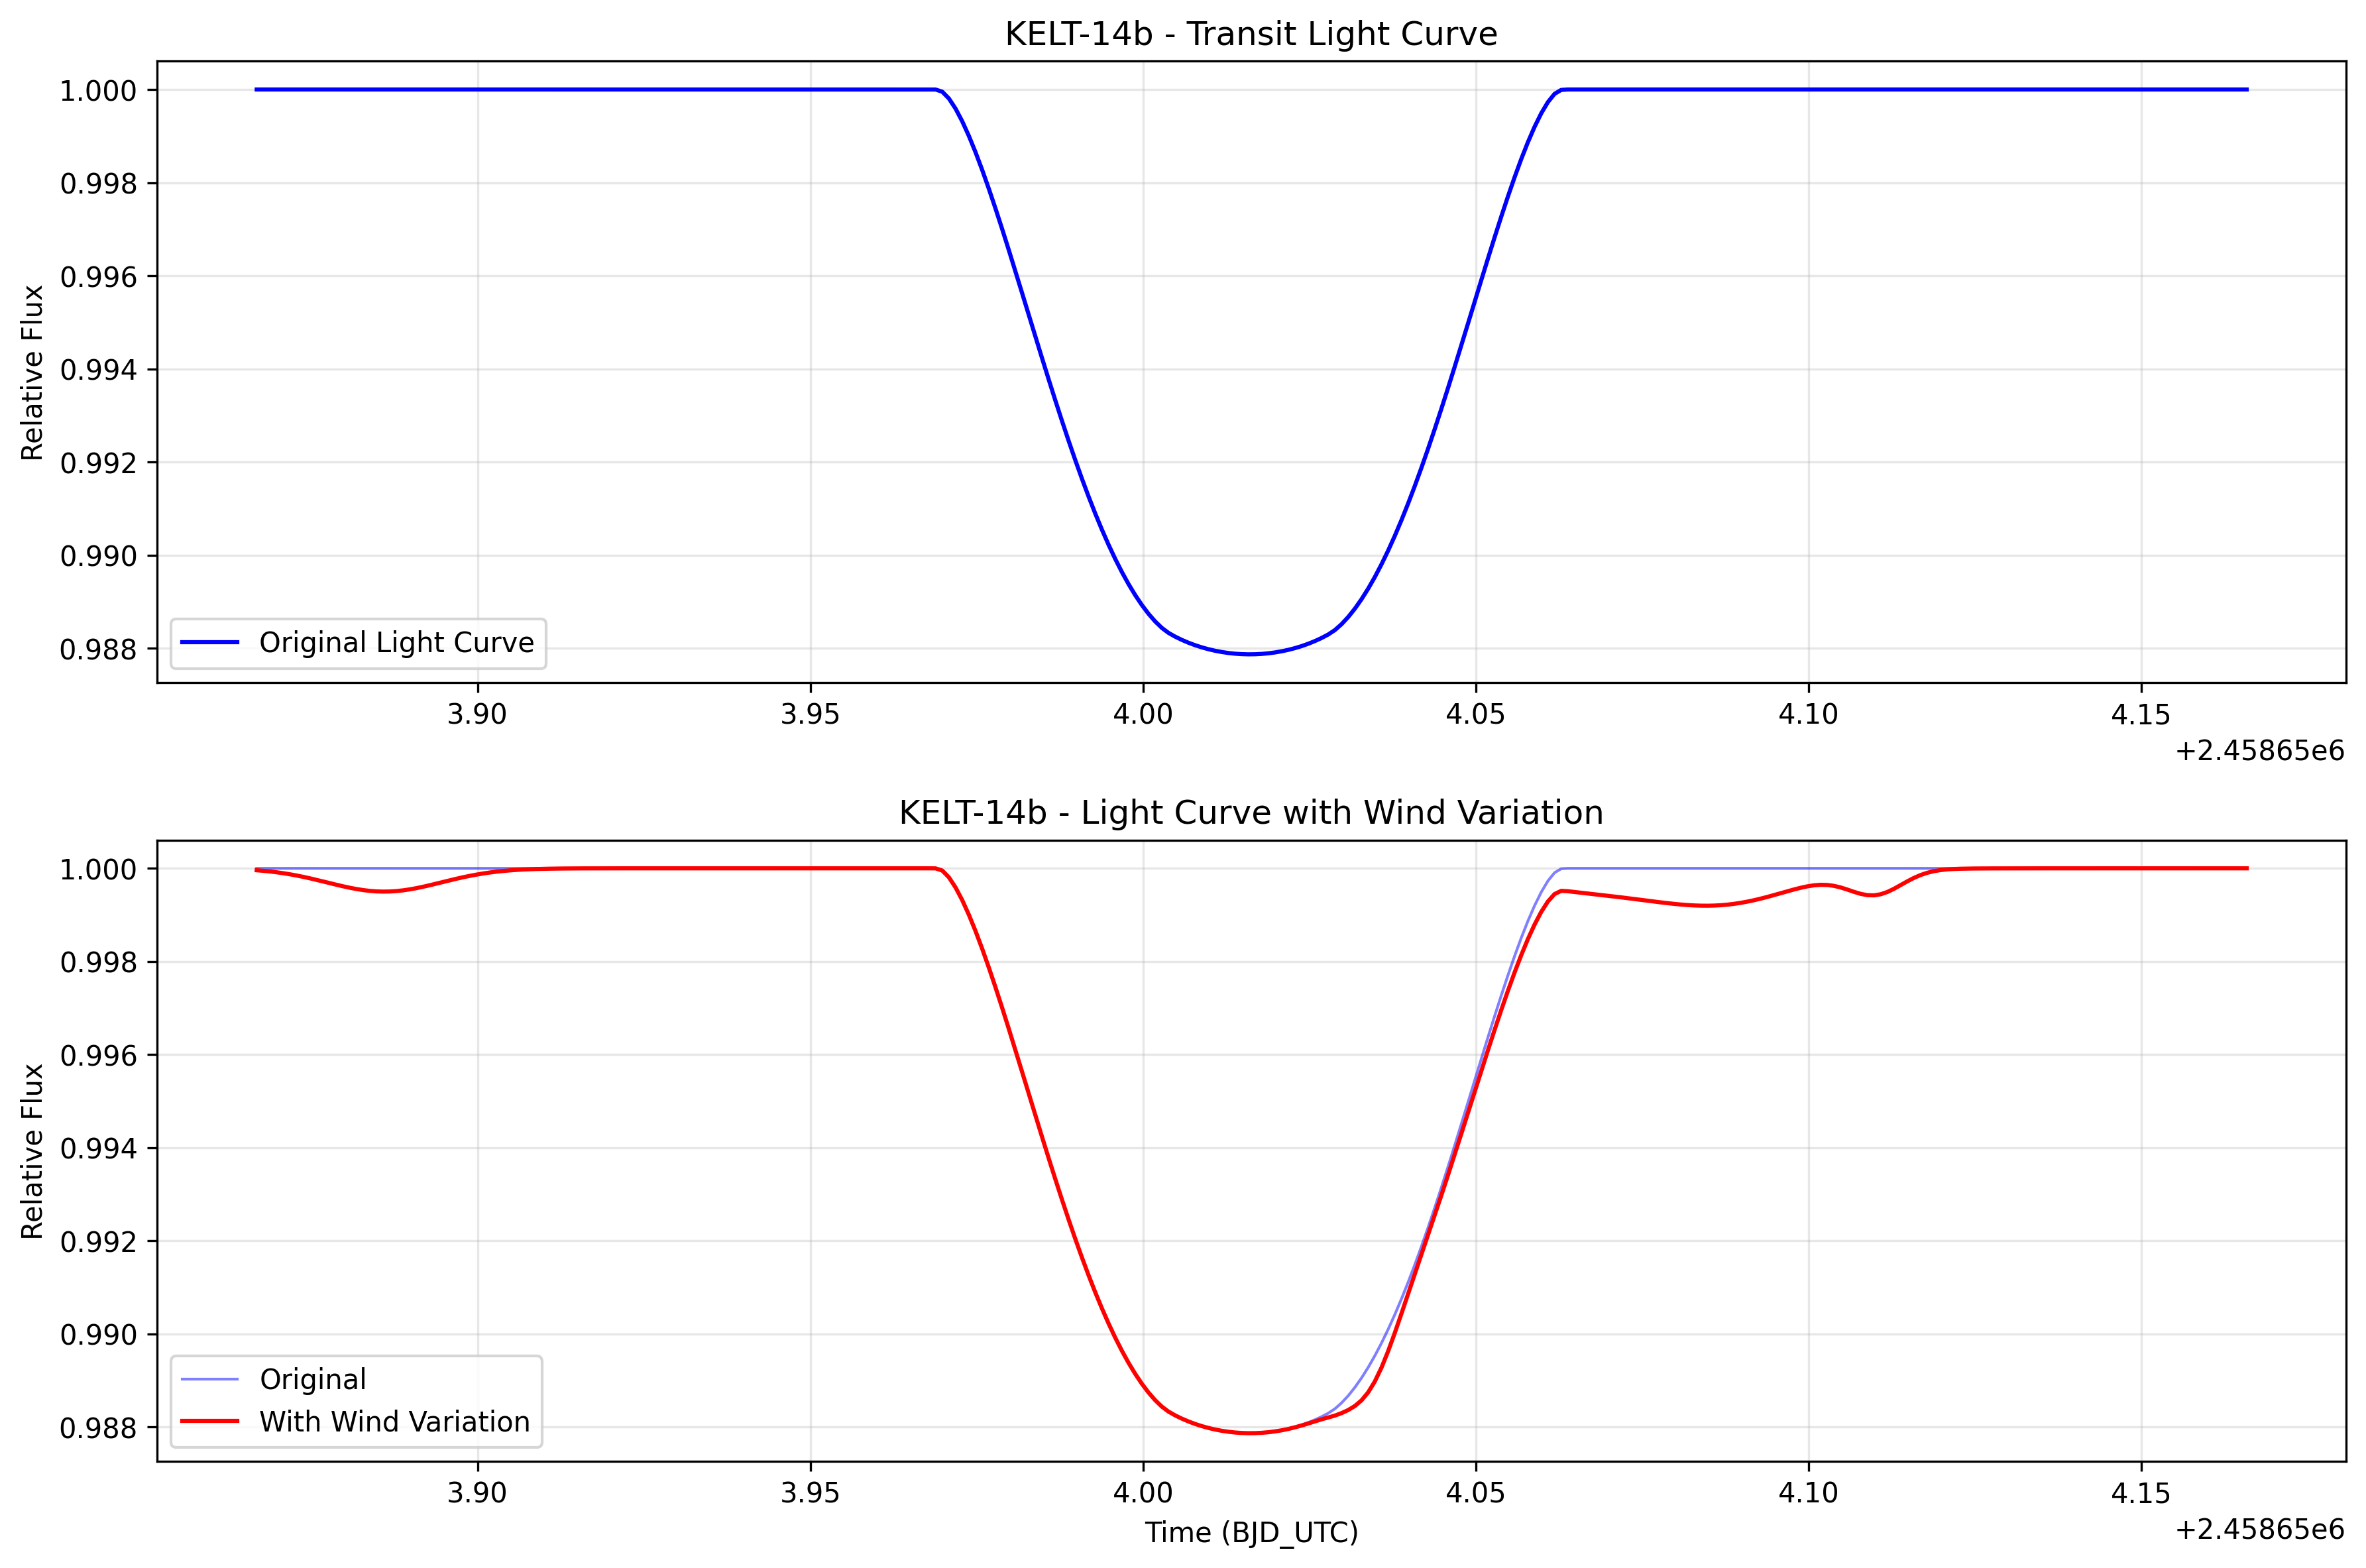 KELT-14b - Transit Light Curve
Relative Flux
1.000
0.998
0.996
0.994
0.992
0.990
0.988
Original Light Curve
3.90 3.95 4.00 4.05 4.10 4.15
+2.45865e6
KELT-14b - Light Curve with Wind Variation
Relative Flux
1.000
0.998
0.996
0.994
0.992
0.990
0.988
Original
With Wind Variation
3.90 3.95 4.00 4.05 4.10 4.15
Time (BJD_UTC)
+2.45865e6